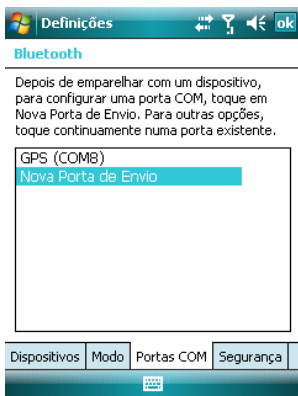 Definições
ok
Bluetooth
Depois de emparelhar com um dispositivo,
para configurar uma porta COM, toque em
Nova Porta de Envio. Para outras opções,
toque continuamente numa porta existente.
GPS (COM8)
Nova Porta de Envio
Dispositivos Modo Portas COM Segurança